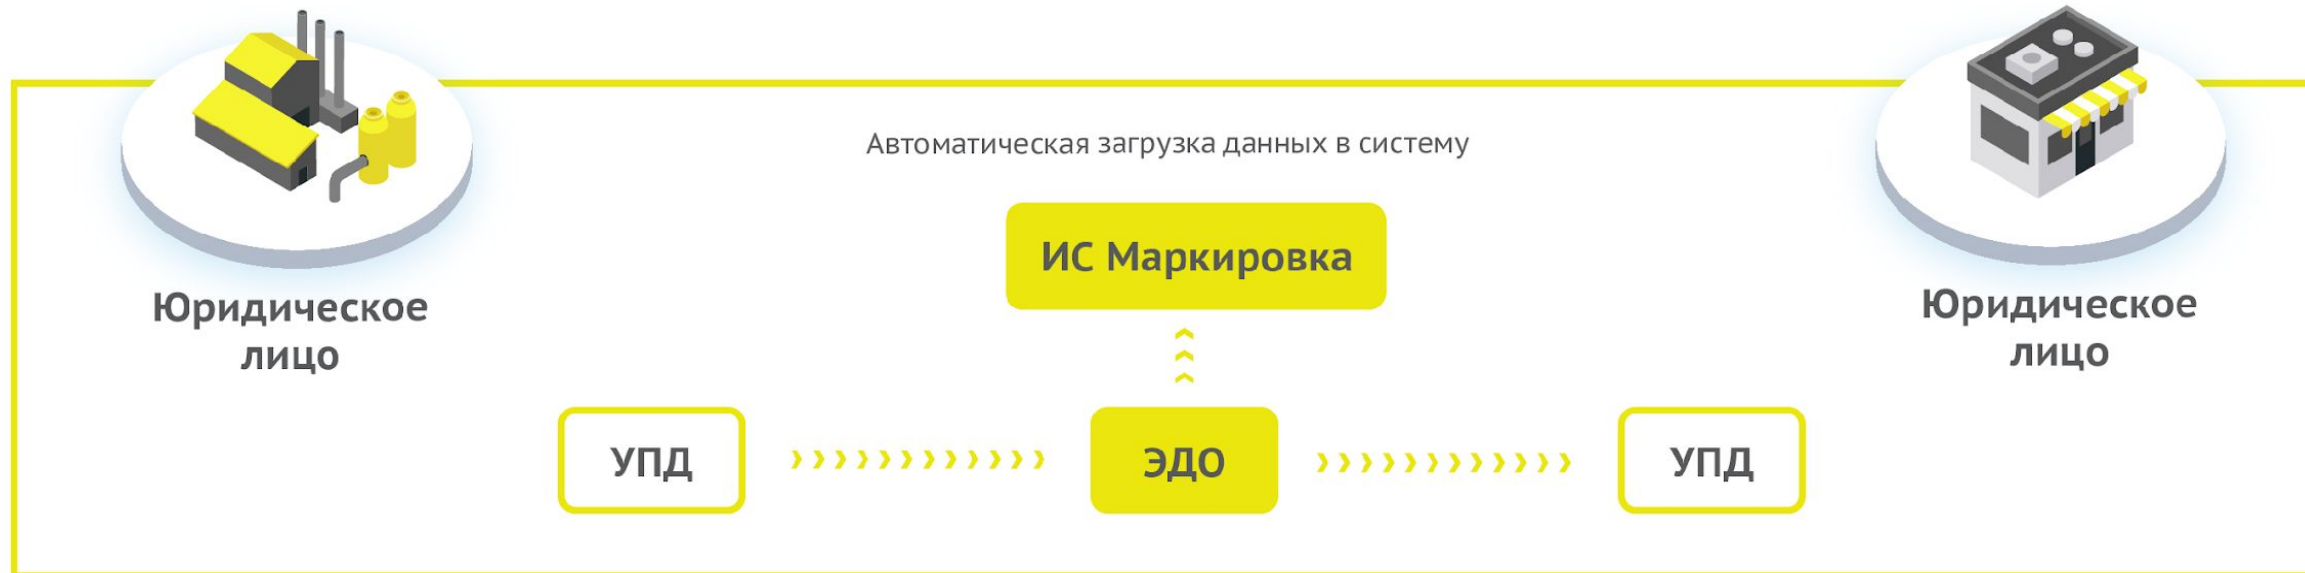 Автоматическая загрузка данных в систему
ИС Маркировка
Юридическое
лицо
Юридическое
лицо
УПД
ЭДО
УПД